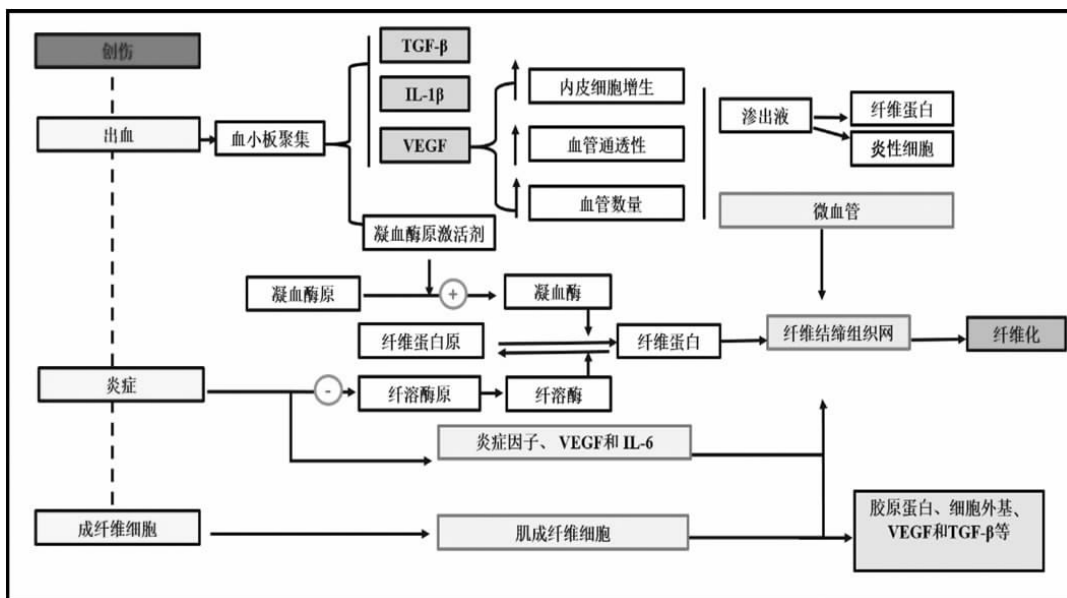 创伤
TGF-β
IL-1β
VEGF
出血
血小板聚集
内皮细胞增生
血管通透性
血管数量
渗出液
纤维蛋白
炎性细胞
微血管
凝血酶原激活剂
凝血酶原
+
凝血酶
纤维蛋白原
纤维蛋白
纤维结缔组织网
纤维化
炎症
-
纤溶酶原
纤溶酶
炎症因子、VEGF和 IL-6
成纤维细胞
肌成纤维细胞
胶原蛋白、细胞外基、
VEGF和TGF-β等